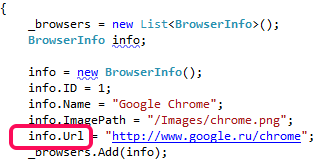 {
_browsers = new List<BrowserInfo>();
BrowserInfo info;
info = new BrowserInfo();
info.ID = 1;
info.Name = "Google Chrome";
info.ImagePath = "/Images/chrome.png";
info.Url = "http://www.google.ru/chrome";
_browsers.Add(info);